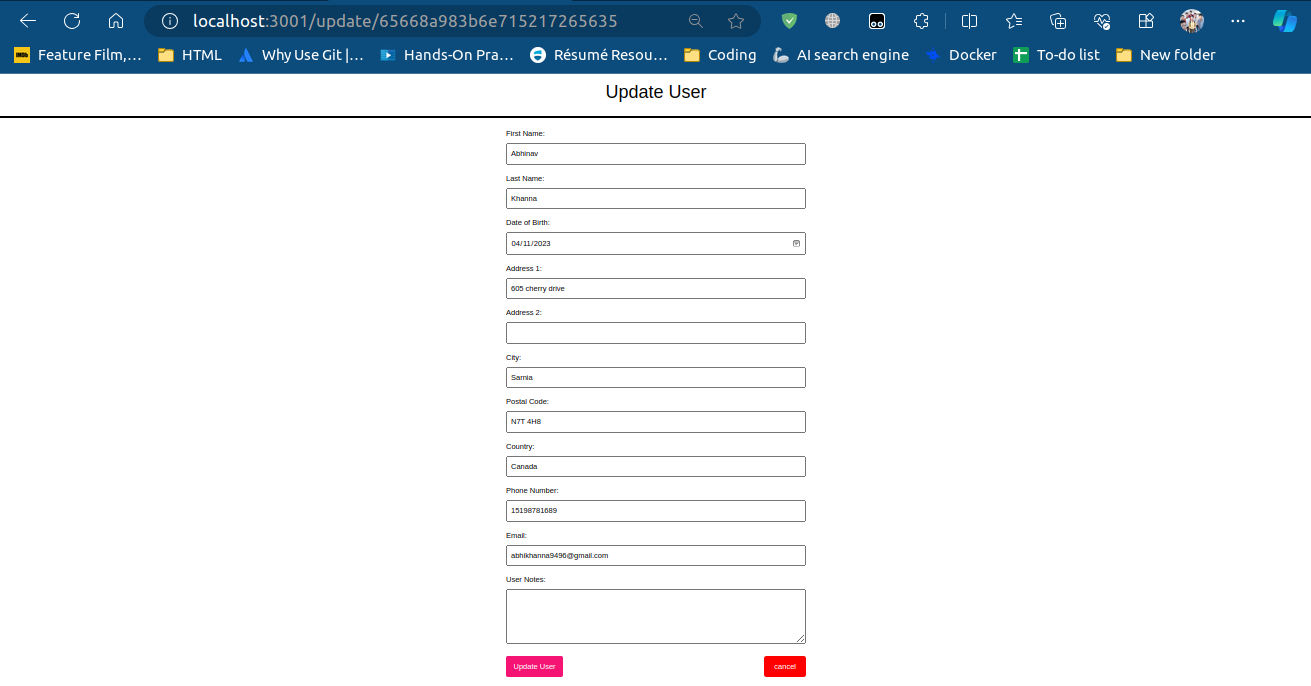 localhost:3001/update/65668a983b6e715217265635
Feature Film,... HTML Why Use Git |... Hands-On Pra... Résumé Resou... Coding AI search engine Docker To-do list New folder
Update User
First Name:
Abhinav
Last Name:
Khanna
Date of Birth:
04/11/2023
Address 1:
605 cherry drive
Address 2:
City:
Sarnia
Postal Code:
N7T 4H8
Country:
Canada
Phone Number:
15198781689
Email:
abhikhanna9496@gmail.com
User Notes:
Update User cancel